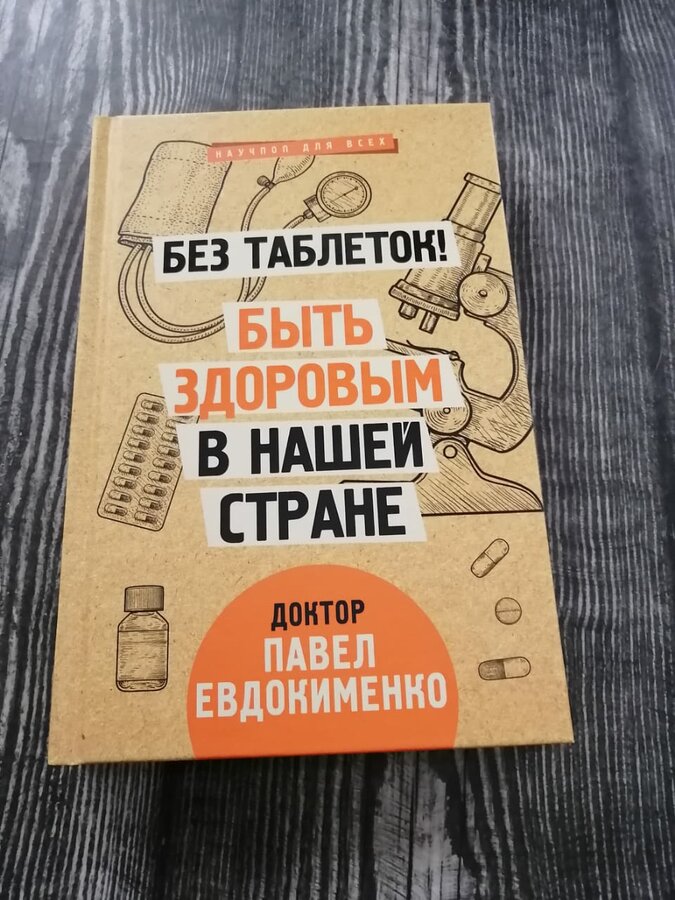 НАУЧПОП ДЛЯ ВСЕХ
БЕЗ ТАБЛЕТОК!
БЫТЬ
ЗДОРОВЫМ
В НАШЕЙ
СТРАНЕ
ДОКТОР
ПАВЕЛ
ЕВДОКИМЕНКО